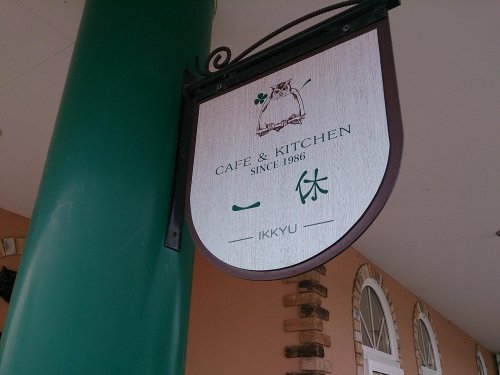 CAFE & KITCHEN
SINCE 1986
一 休
IKKYU